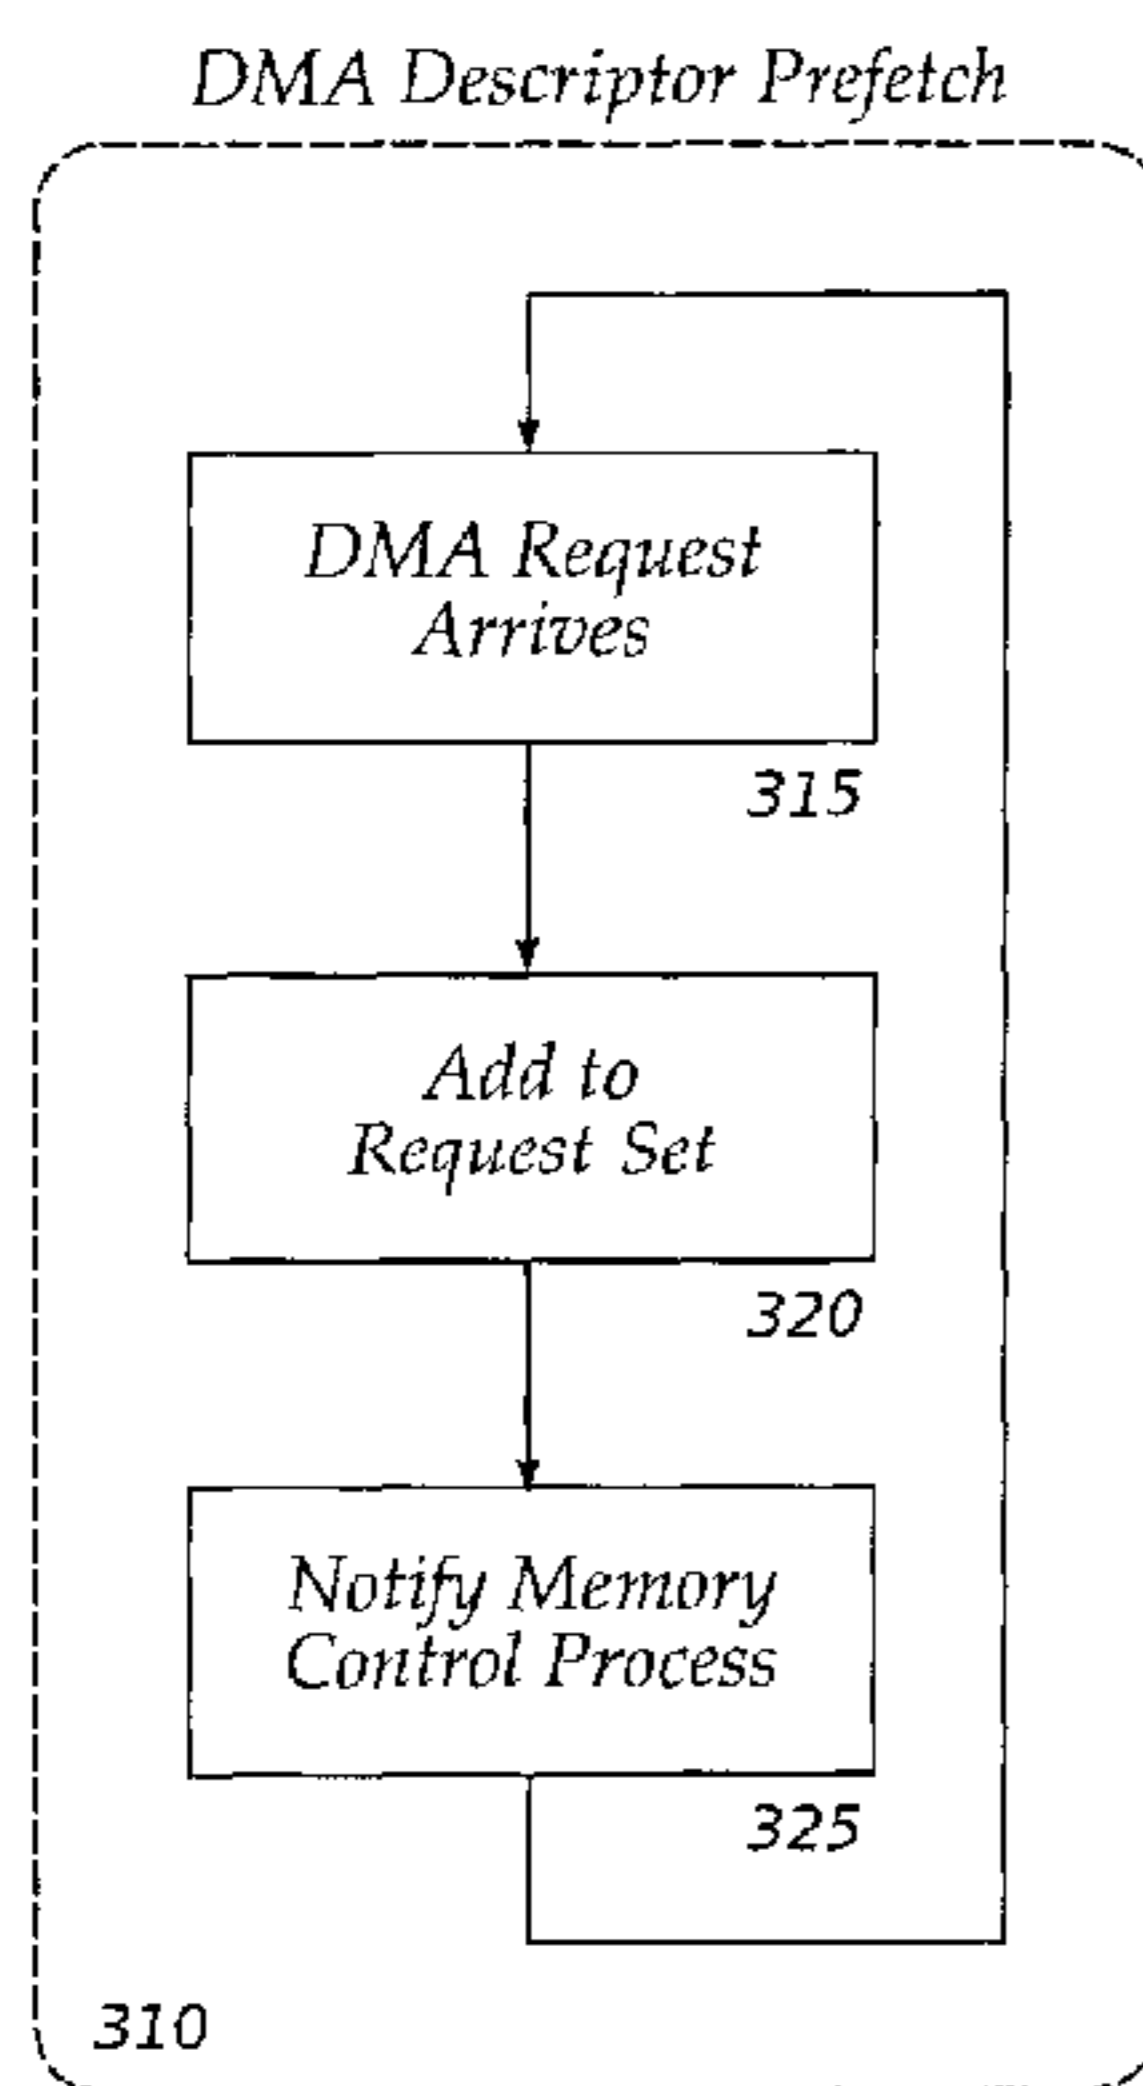 DMA Descriptor Prefetch
DMA Request
Arrives
315
Add to
Request Set
320
Notify Memory
Control Process
325
310